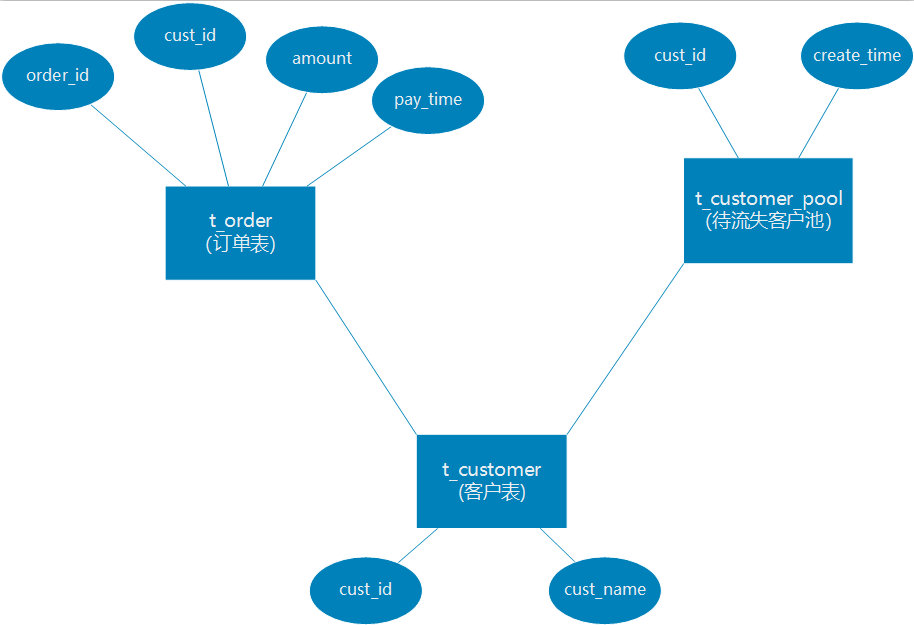 cust_id
order_id
amount
pay_time
t_order
(订单表)
cust_id
create_time
t_customer_pool
(待流失客户池)
t_customer
(客户表)
cust_id
cust_name